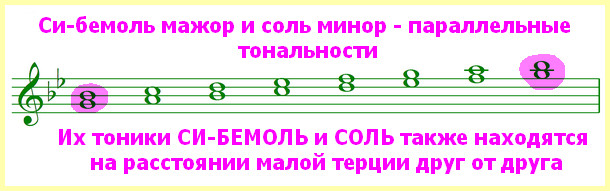 Си-бемоль мажор и соль минор - параллельные
тональности
Их тоники СИ-БЕМОЛЬ и СОЛЬ также находятся
на расстоянии малой терции друг от друга